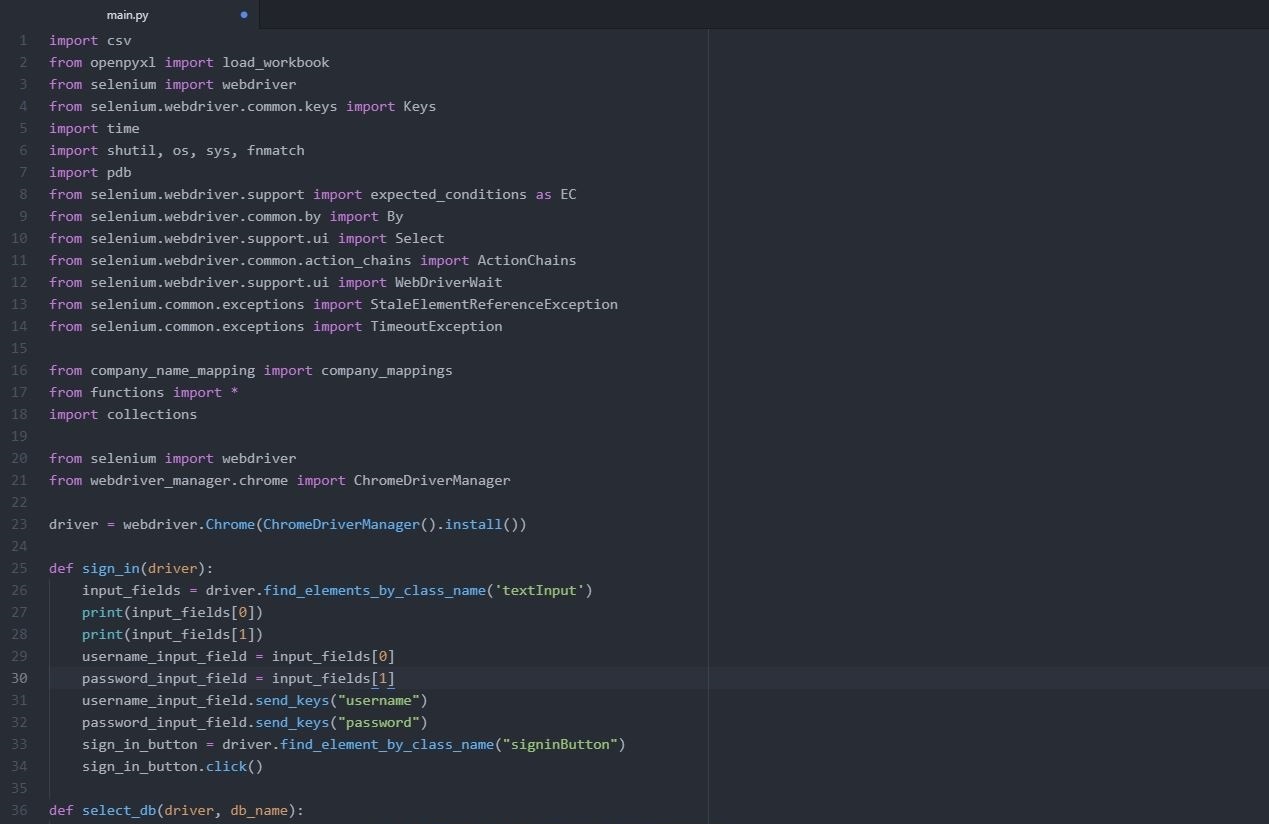 main.py
1 import csv
2 from openpyxl import load_workbook
3 from selenium import webdriver
4 from selenium.webdriver.common.keys import Keys
5 import time
6 import shutil, os, sys, fnmatch
7 import pdb
8 from selenium.webdriver.support import expected_conditions as EC
9 from selenium.webdriver.common.by import By
10 from selenium.webdriver.support.ui import Select
11 from selenium.webdriver.common.action_chains import ActionChains
12 from selenium.webdriver.support.ui import WebDriverWait
13 from selenium.common.exceptions import StaleElementReferenceException
14 from selenium.common.exceptions import TimeoutException
15
16 from company_name_mapping import company_mappings
17 from functions import *
18 import collections
19
20 from selenium import webdriver
21 from webdriver_manager.chrome import ChromeDriverManager
22
23 driver = webdriver.Chrome(ChromeDriverManager().install())
24
25 def sign_in(driver):
26     input_fields = driver.find_elements_by_class_name('textInput')
27     print(input_fields[0])
28     print(input_fields[1])
29     username_input_field = input_fields[0]
30     password_input_field = input_fields[1]
31     username_input_field.send_keys("username")
32     password_input_field.send_keys("password")
33     sign_in_button = driver.find_element_by_class_name("signinButton")
34     sign_in_button.click()
35
36 def select_db(driver, db_name):